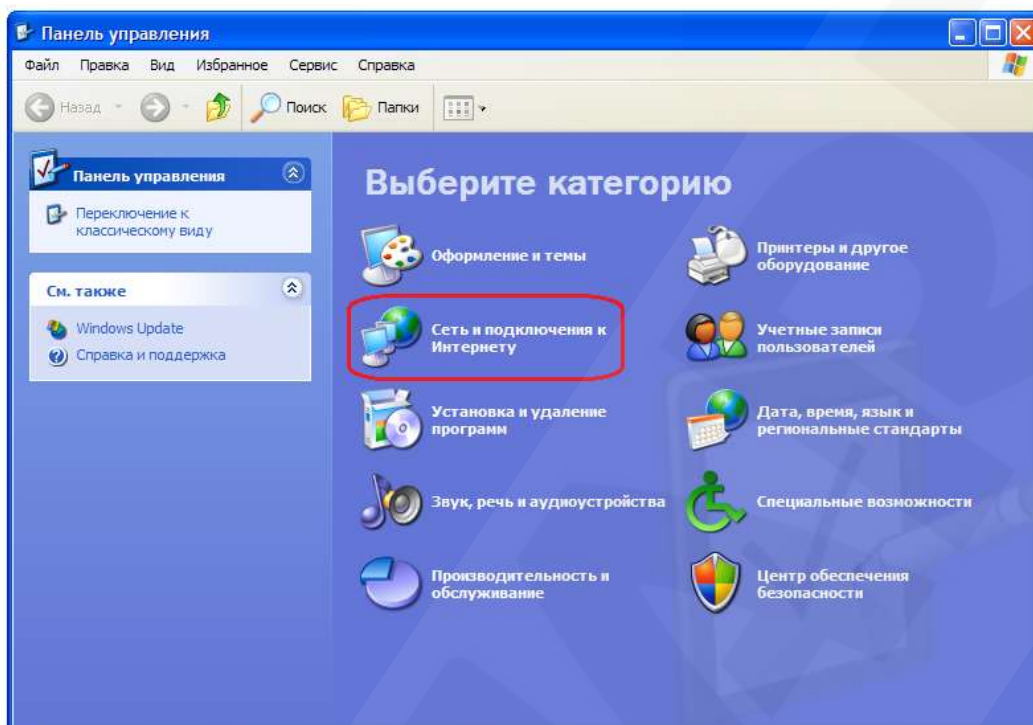 Панель управления
Файл Правка Вид Избранное Сервис Справка
Назад Поиск Папки
Панель управления
Переключение к
классическому виду
См. также
Windows Update
Справка и поддержка
Выберите категорию
Оформление и темы
Принтеры и другое
оборудование
Сеть и подключения к
Интернету
Учетные записи
пользователей
Установка и удаление
программ
Дата, время, язык и
региональные стандарты
Звук, речь и аудиоустройства
Специальные возможности
Производительность и
обслуживание
Центр обеспечения
безопасности